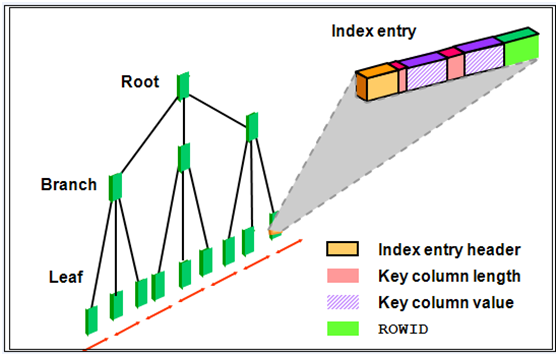 Index entry
Root
Branch
Leaf
Index entry header
Key column length
Key column value
ROWID